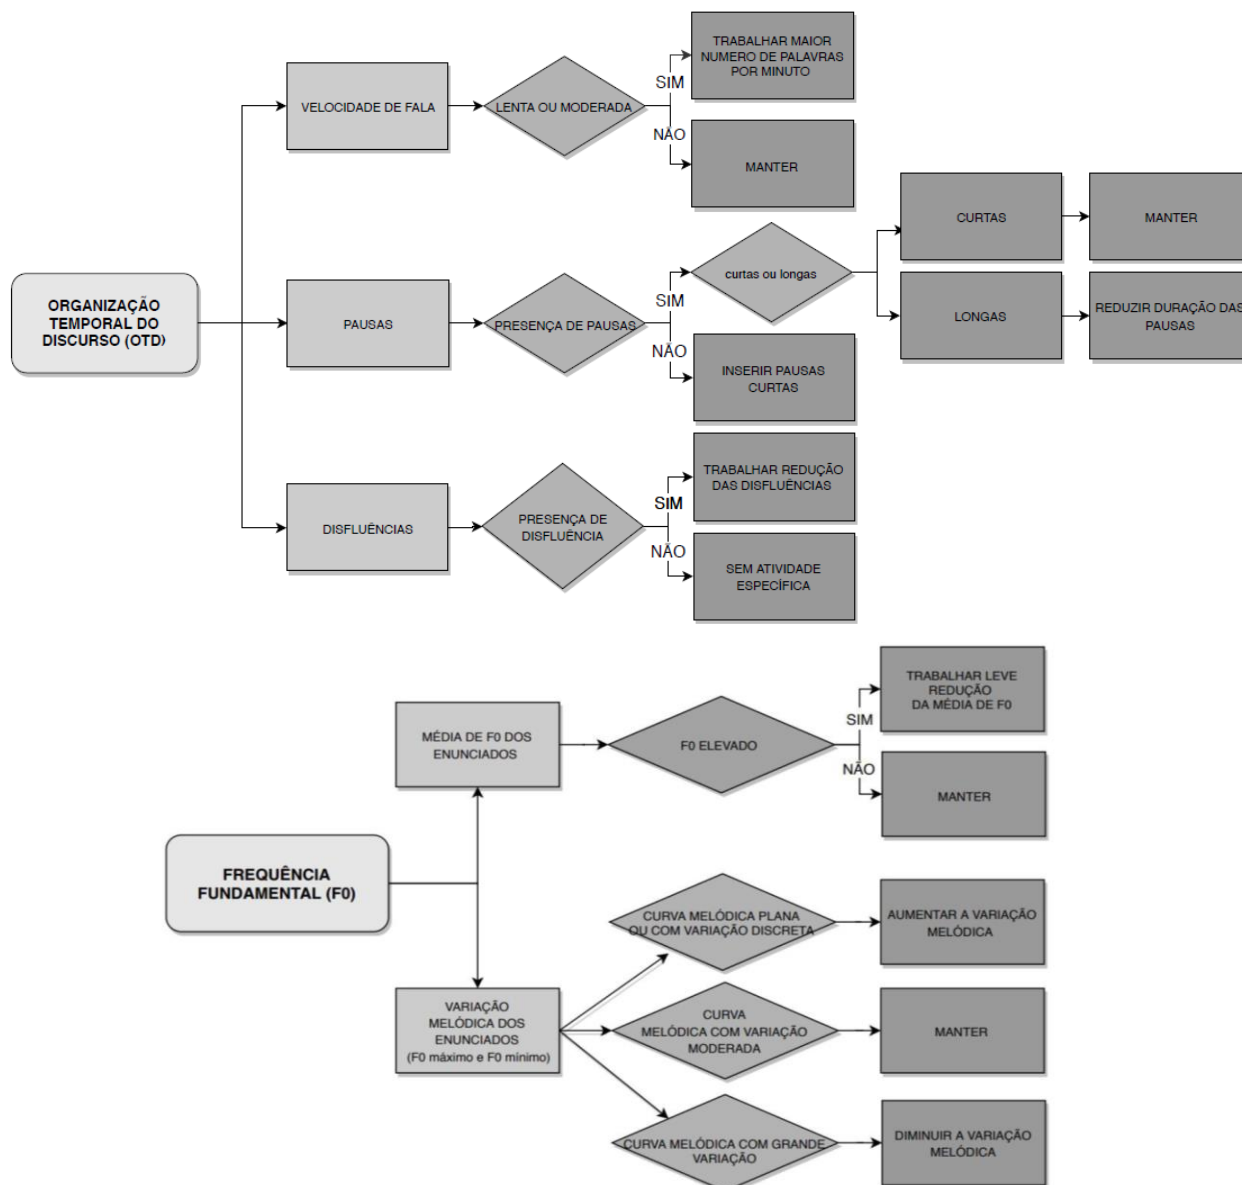 TRABALHAR MAIOR
NUMERO DE PALAVRAS
POR MINUTO
SIM
VELOCIDADE DE FALA
LENTA OU MODERADA
NÃO
MANTER
CURTAS
MANTER
curtas ou longas
SIM
ORGANIZAÇÃO
TEMPORAL DO
DISCURSO (OTD)
PAUSAS
PRESENÇA DE PAUSAS
LONGAS
REDUZIR DURAÇÃO DAS
PAUSAS
NÃO
INSERIR PAUSAS
CURTAS
TRABALHAR REDUÇÃO
DAS DISFLUÊNCIAS
SIM
DISFLUÊNCIAS
PRESENÇA DE
DISFLUÊNCIA
NÃO
SEM ATIVIDADE
ESPECÍFICA
TRABALHAR LEVE
REDUÇÃO
DA MÉDIA DE F0
SIM
MÉDIA DE F0 DOS
ENUNCIADOS
F0 ELEVADO
NÃO
MANTER
FREQUÊNCIA
FUNDAMENTAL (F0)
CURVA MELÓDICA PLANA
OU COM VARIAÇÃO DISCRETA
AUMENTAR A VARIAÇÃO
MELÓDICA
VARIAÇÃO
MELÓDICA DOS
ENUNCIADOS
(F0 máximo e F0 mínimo)
CURVA
MELÓDICA COM VARIAÇÃO
MODERADA
MANTER
CURVA MELÓDICA COM GRANDE
VARIAÇÃO
DIMINUIR A VARIAÇÃO
MELÓDICA